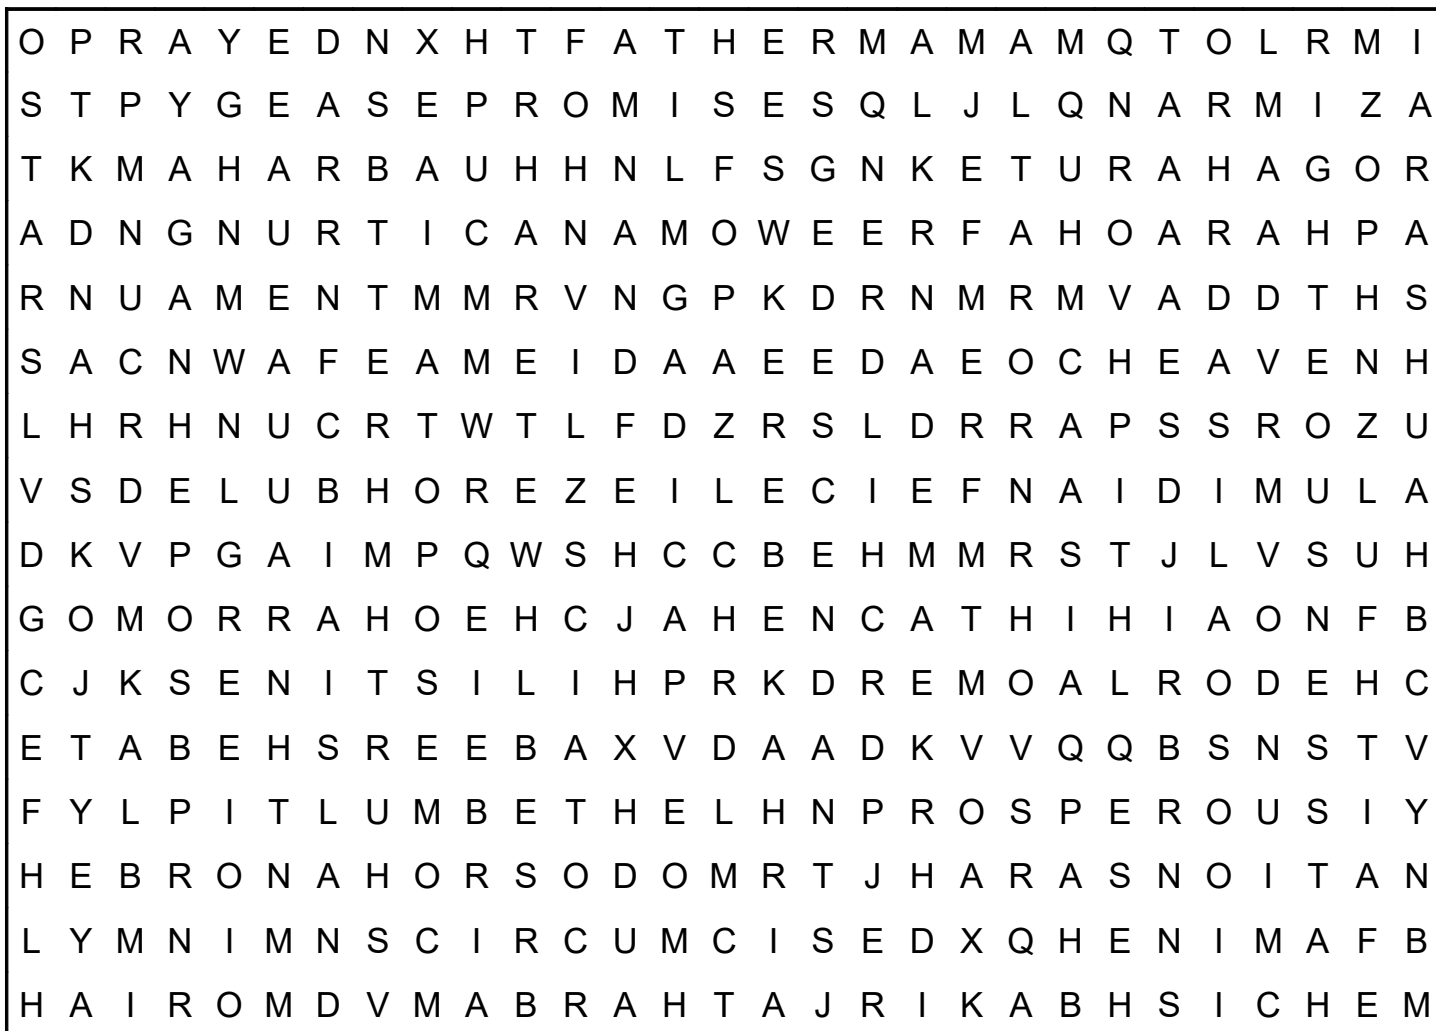 O P R A Y E D N X H T F A T H E R M A M A M Q T O L R M I
S T P Y G E A S E P R O M I S E S Q L J L Q N A R M I Z A
T K M A H A R B A U H H N L F S G N K E T U R A H A G O R
A D N G N U R T I C A N A M O W E E R F A H O A R A H P A
R N U A M E N T M M R V N G P K D R N M R M V A D D T H S
S A C N W A F E A M E I D A A E E D A E O C H E A V E N H
L H R H N U C R T W T L F D Z R S L D R R A P S S R O Z U
V S D E L U B H O R E Z E I L E C I E F N A I D I M U L A
D K V P G A I M P Q W S H C C B E H M M R S T J L V S U H
G O M O R R A H O E H C J A H E N C A T H I H I A O N F B
C J K S E N I T S I L I H P R K D R E M O A L R O D E H C
E T A B E H S R E E B A X V D A A D K V V Q Q B S N S T V
F Y L P I T L U M B E T H E L H N P R O S P E R O U S I Y
H E B R O N A H O R S O D O M R T J H A R A S N O I T A N
L Y M N I M N S C I R C U M C I S E D X Q H E N I M A F B
H A I R O M D V M A B R A H T A J R I K A B H S I C H E M